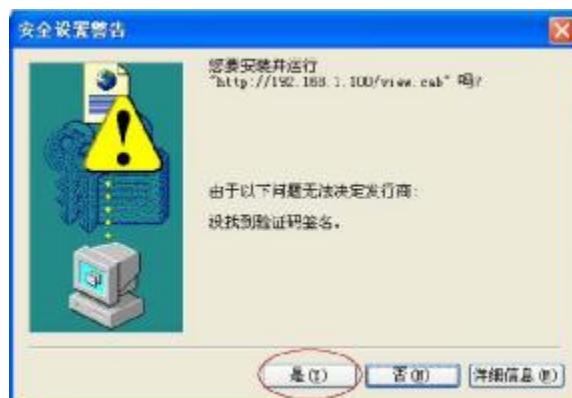 安全设置警告
您要安装并运行
"http://192.168.1.100/view.cab" 吗?
由于以下问题无法决定发行商:
没找到验证码签名。
是(Y)
否(N)
详细信息(M)